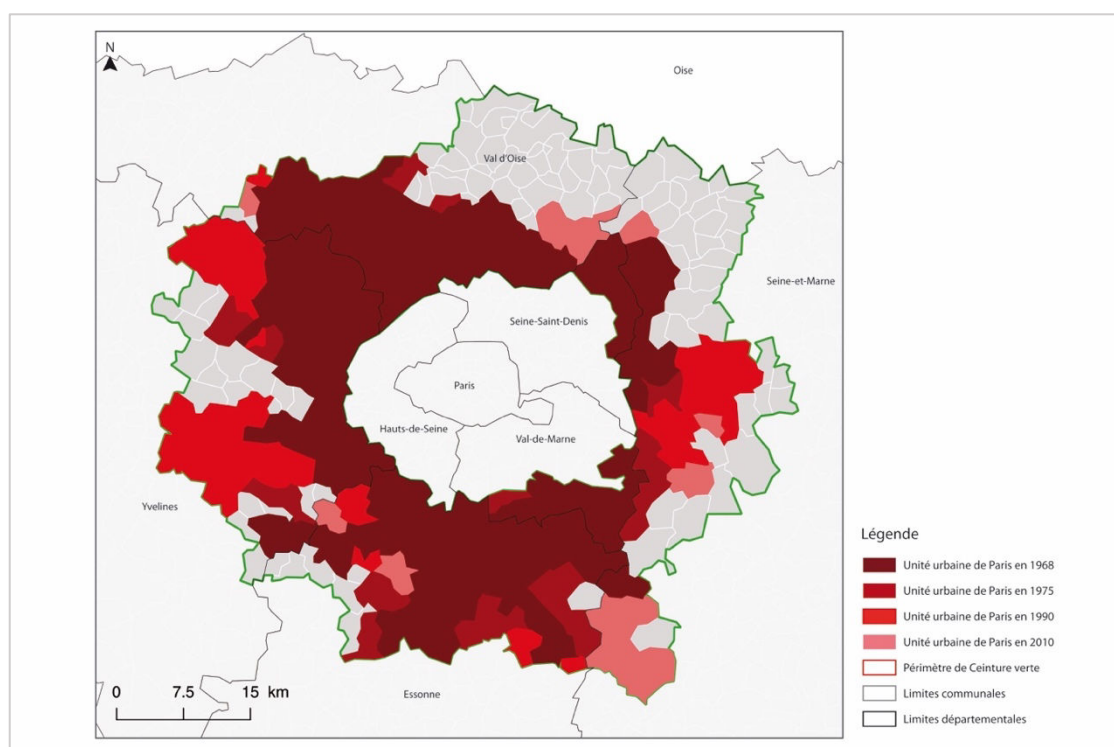 N
Oise
Val d'Oise
Seine-et-Marne
Seine-Saint-Denis
Paris
Hauts-de-Seine
Val-de-Marne
Yvelines
Essonne
0 7.5 15 km
Légende
Unité urbaine de Paris en 1968
Unité urbaine de Paris en 1975
Unité urbaine de Paris en 1990
Unité urbaine de Paris en 2010
Périmètre de Ceinture verte
Limites communales
Limites départementales